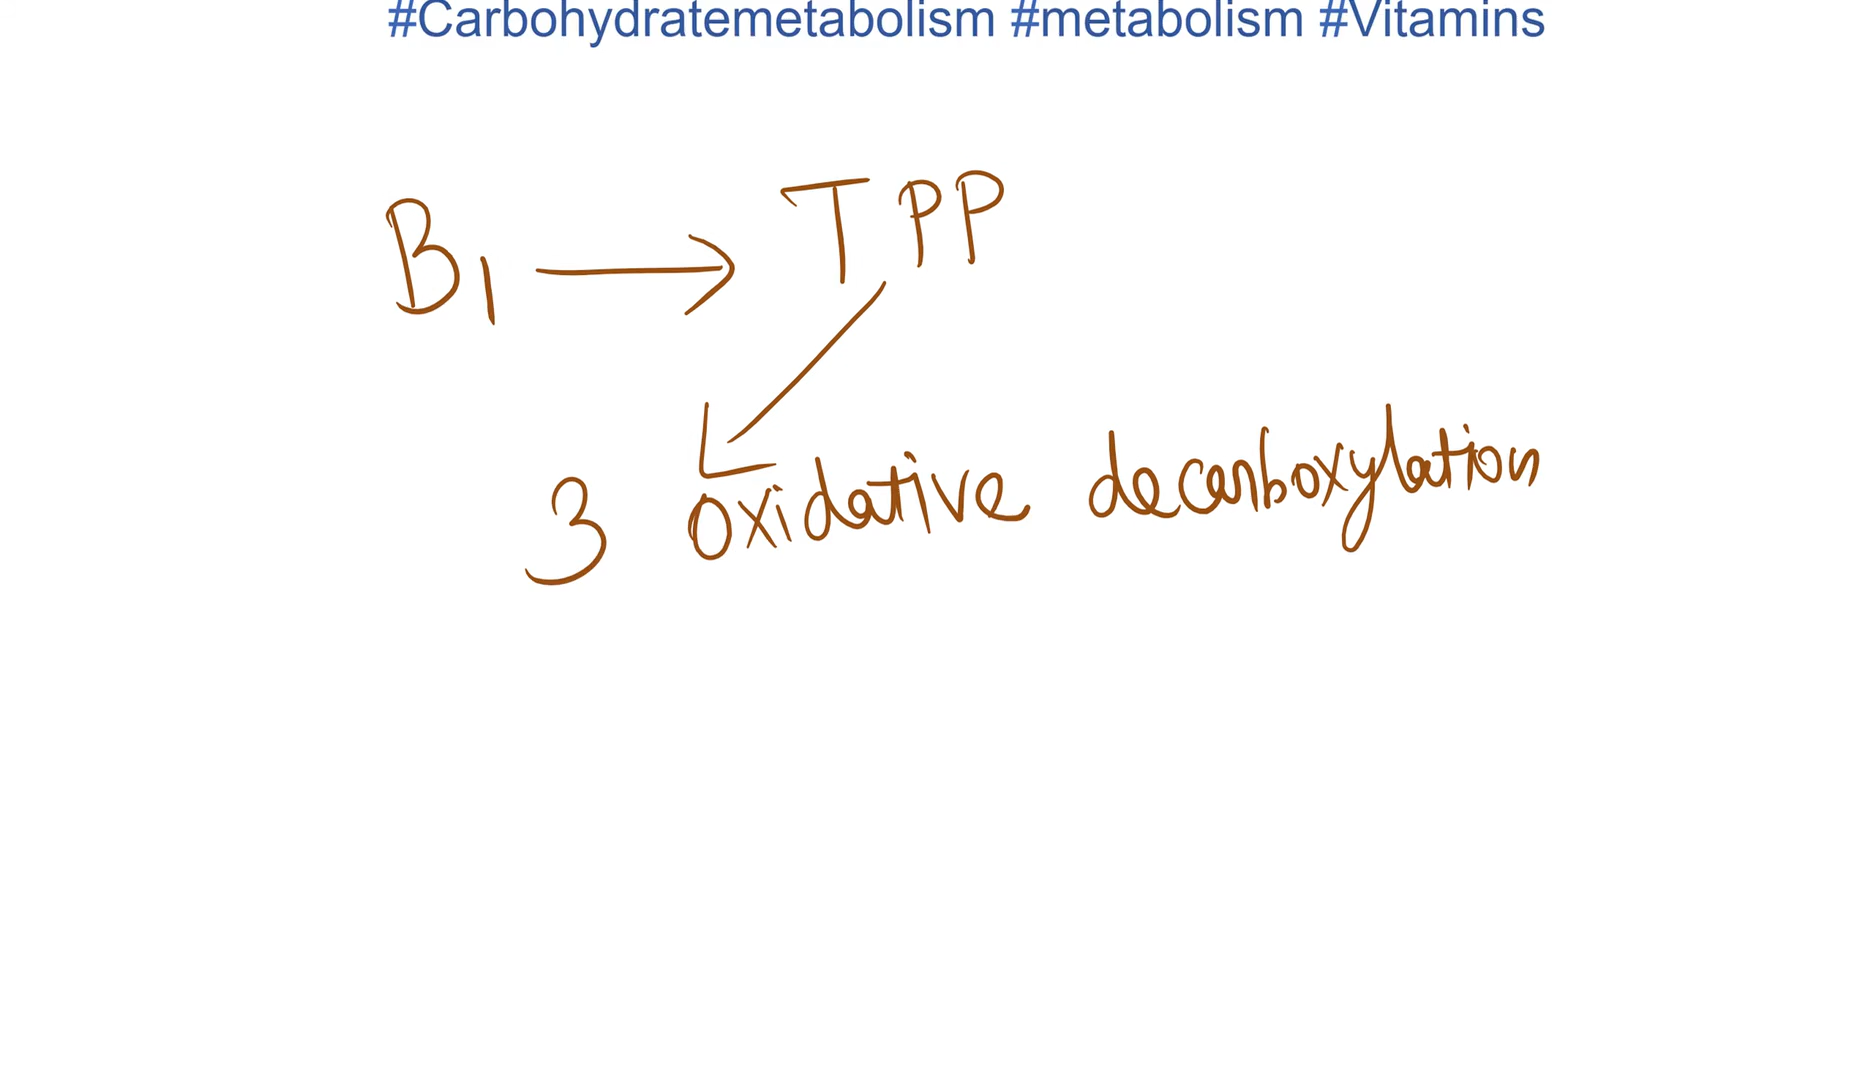 #Carbohydratemetabolism #metabolism #Vitamins
B1 → TPP
3 oxidative decarboxylation